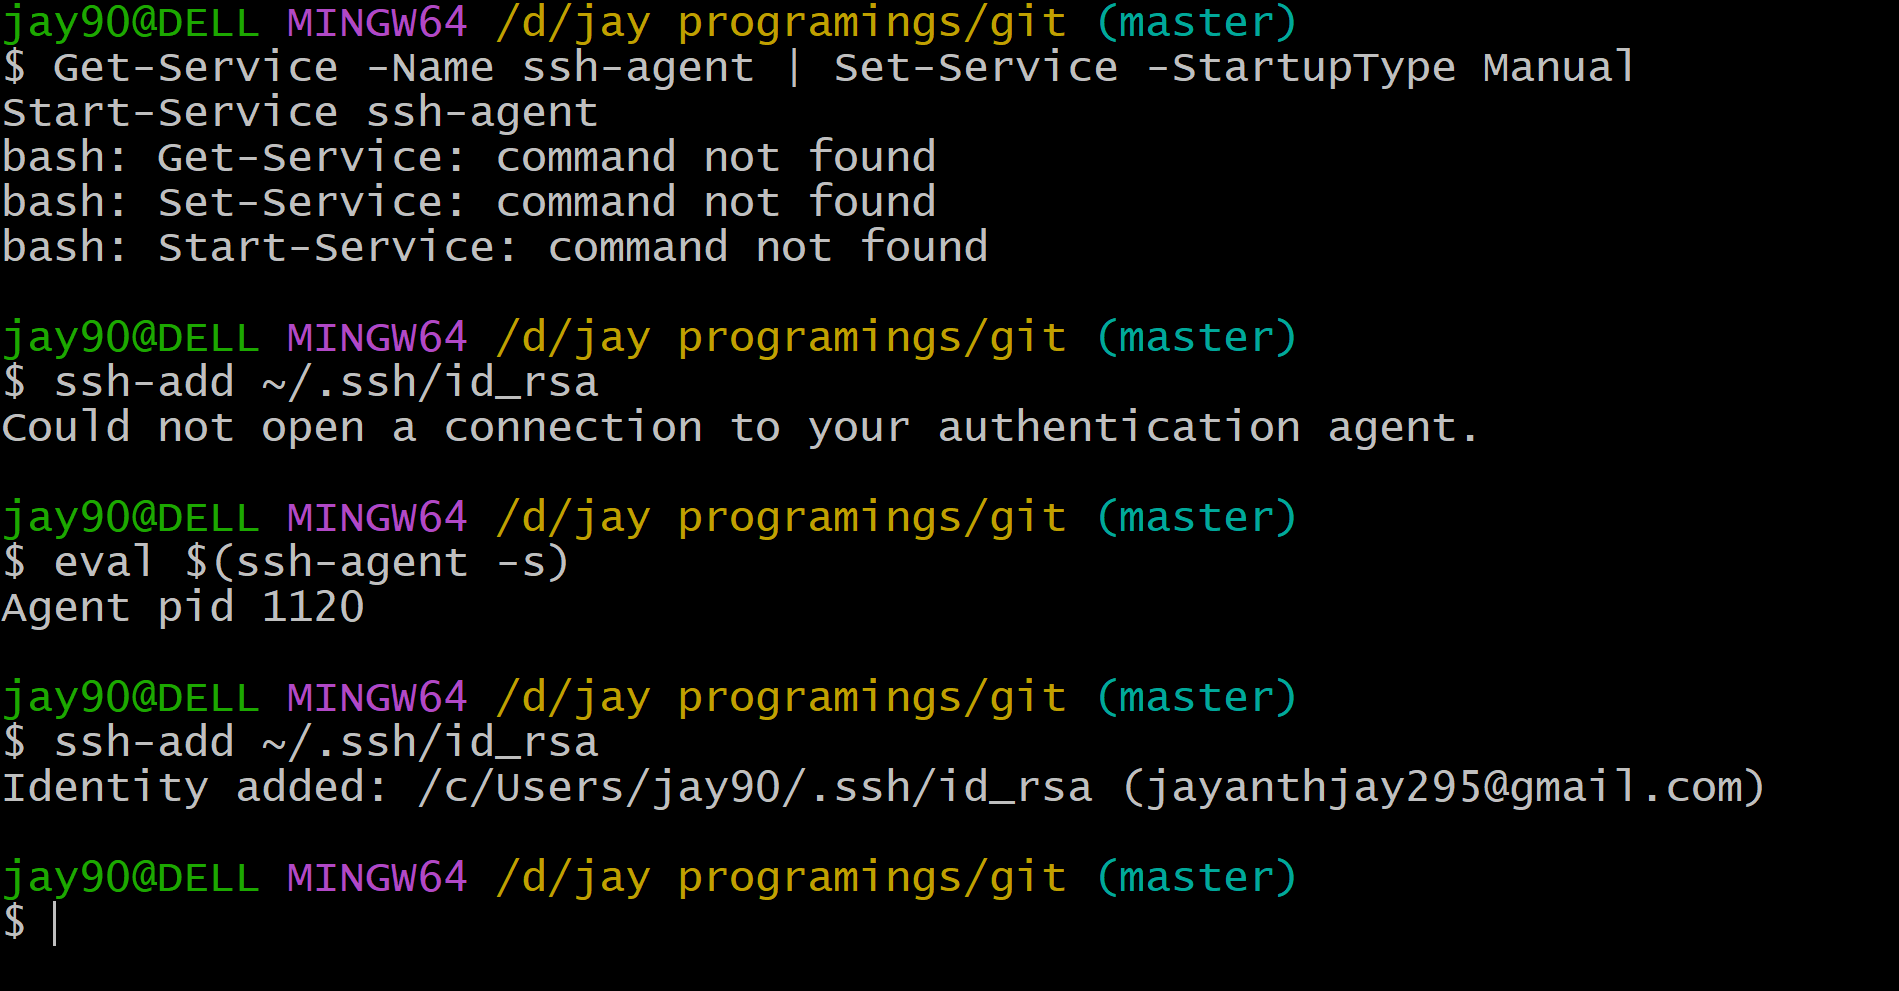 jay90@DELL MINGW64 /d/jay programings/git (master)
$ Get-Service -Name ssh-agent | Set-Service -StartupType Manual
Start-Service ssh-agent
bash: Get-Service: command not found
bash: Set-Service: command not found
bash: Start-Service: command not found
jay90@DELL MINGW64 /d/jay programings/git (master)
$ ssh-add ~/.ssh/id_rsa
Could not open a connection to your authentication agent.
jay90@DELL MINGW64 /d/jay programings/git (master)
$ eval $(ssh-agent -s)
Agent pid 1120
jay90@DELL MINGW64 /d/jay programings/git (master)
$ ssh-add ~/.ssh/id_rsa
Identity added: /c/Users/jay90/.ssh/id_rsa (jayanthjay295@gmail.com)
jay90@DELL MINGW64 /d/jay programings/git (master)
$